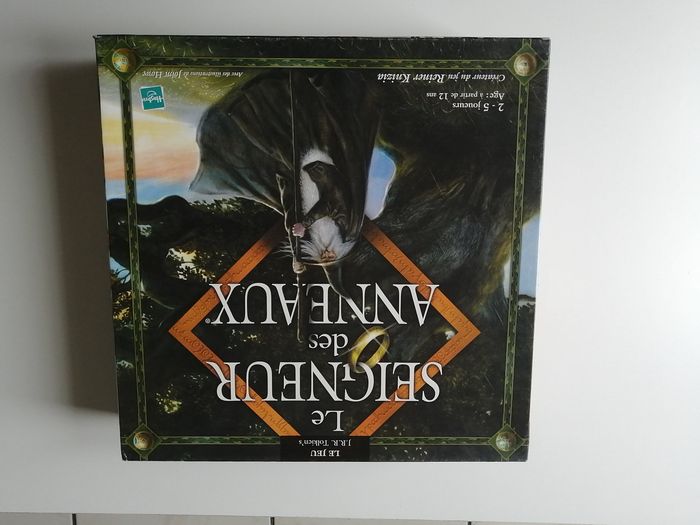 LE JEU
J.R.R. Tolkien's
Le
SEIGNEUR
des
ANNEAUX®
2 - 5 joueurs
Age: à partir de 12 ans
Créateur du jeu Reiner Knizia
Avec des illustrations de John Howe
Hasbro